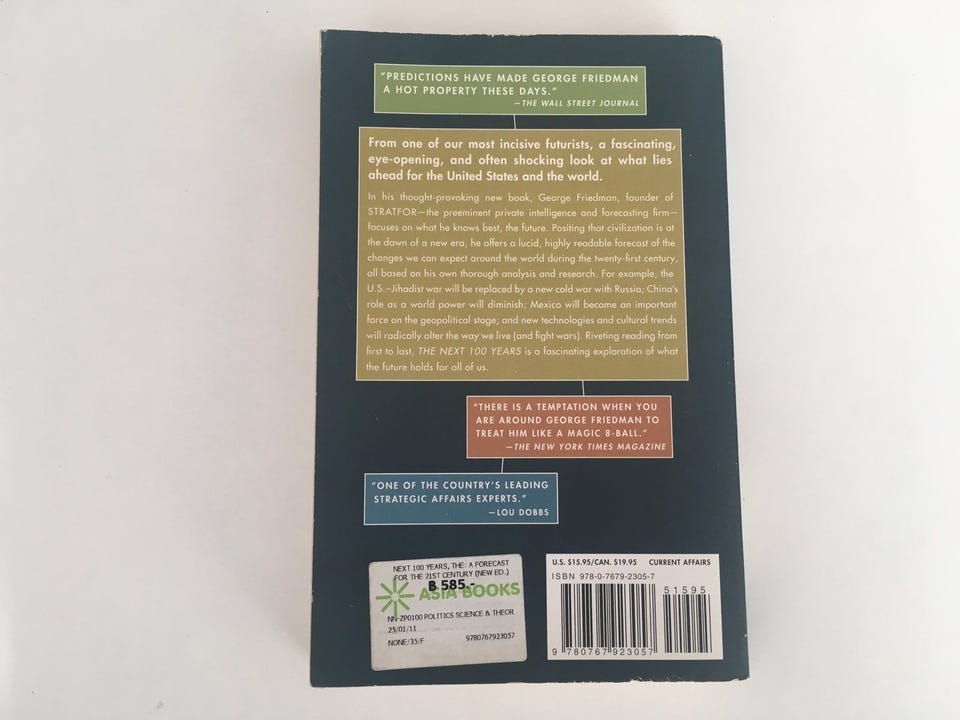 "PREDICTIONS HAVE MADE GEORGE FRIEDMAN
A HOT PROPERTY THESE DAYS."
—THE WALL STREET JOURNAL
From one of our most incisive futurists, a fascinating,
eye-opening, and often shocking look at what lies
ahead for the United States and the world.
In his thought-provoking new book, George Friedman, founder of
STRATFOR—the preeminent private intelligence and forecasting firm—
focuses on what he knows best, the future. Positing that civilization is at
the dawn of a new era, he offers a lucid, highly readable forecast of the
changes we can expect around the world during the twenty-first century,
all based on his own thorough analysis and research. For example, the
U.S.–Jihadist war will be replaced by a new cold war with Russia; China's
role as a world power will diminish; Mexico will become an important
force on the geopolitical stage; and new technologies and cultural trends
will radically alter the way we live (and fight wars). Riveting reading from
first to last, THE NEXT 100 YEARS is a fascinating exploration of what
the future holds for all of us.
"THERE IS A TEMPTATION WHEN YOU
ARE AROUND GEORGE FRIEDMAN TO
TREAT HIM LIKE A MAGIC 8-BALL."
—THE NEW YORK TIMES MAGAZINE
"ONE OF THE COUNTRY'S LEADING
STRATEGIC AFFAIRS EXPERTS."
—LOU DOBBS
NEXT 100 YEARS, THE: A FORECAST
FOR THE 21ST CENTURY (NEW ED.)
฿ 585.-
ASIA BOOKS
NN-ZP0100 POLITICS SCIENCE & THEOR
25/01/11
NONE/35/F 9780767923057
U.S. $15.95/CAN. $19.95 CURRENT AFFAIRS
ISBN 978-0-7679-2305-7
51595
9 780767 923057